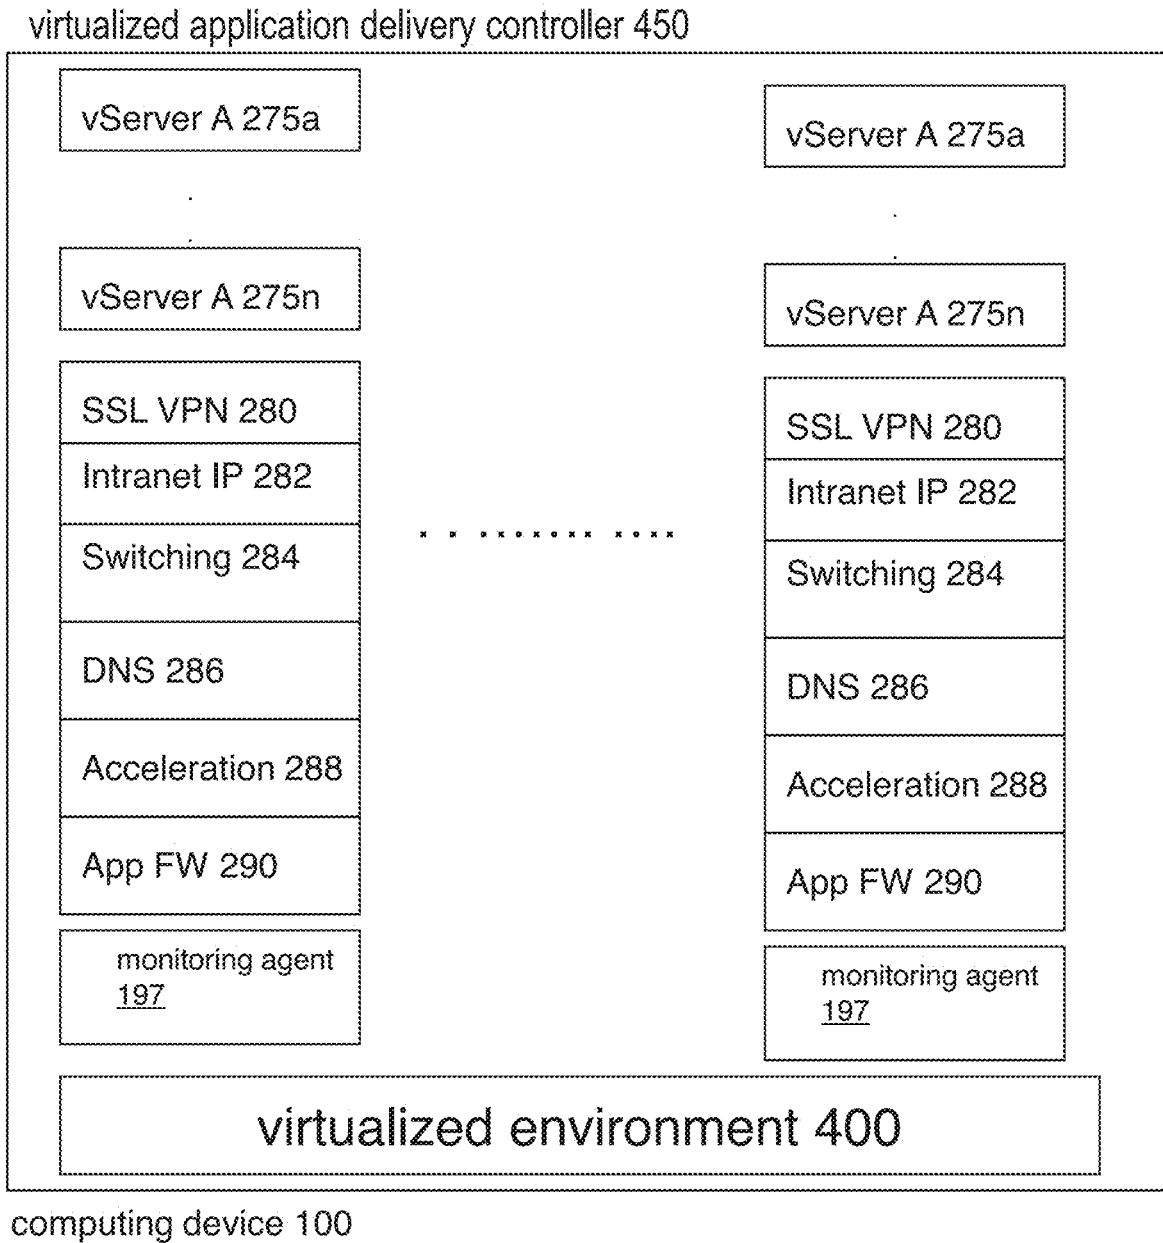 virtualized application delivery controller 450
vServer A 275a
vServer A 275n
SSL VPN 280
Intranet IP 282
Switching 284
DNS 286
Acceleration 288
App FW 290
monitoring agent
197
vServer A 275a
vServer A 275n
SSL VPN 280
Intranet IP 282
Switching 284
DNS 286
Acceleration 288
App FW 290
monitoring agent
197
virtualized environment 400
computing device 100